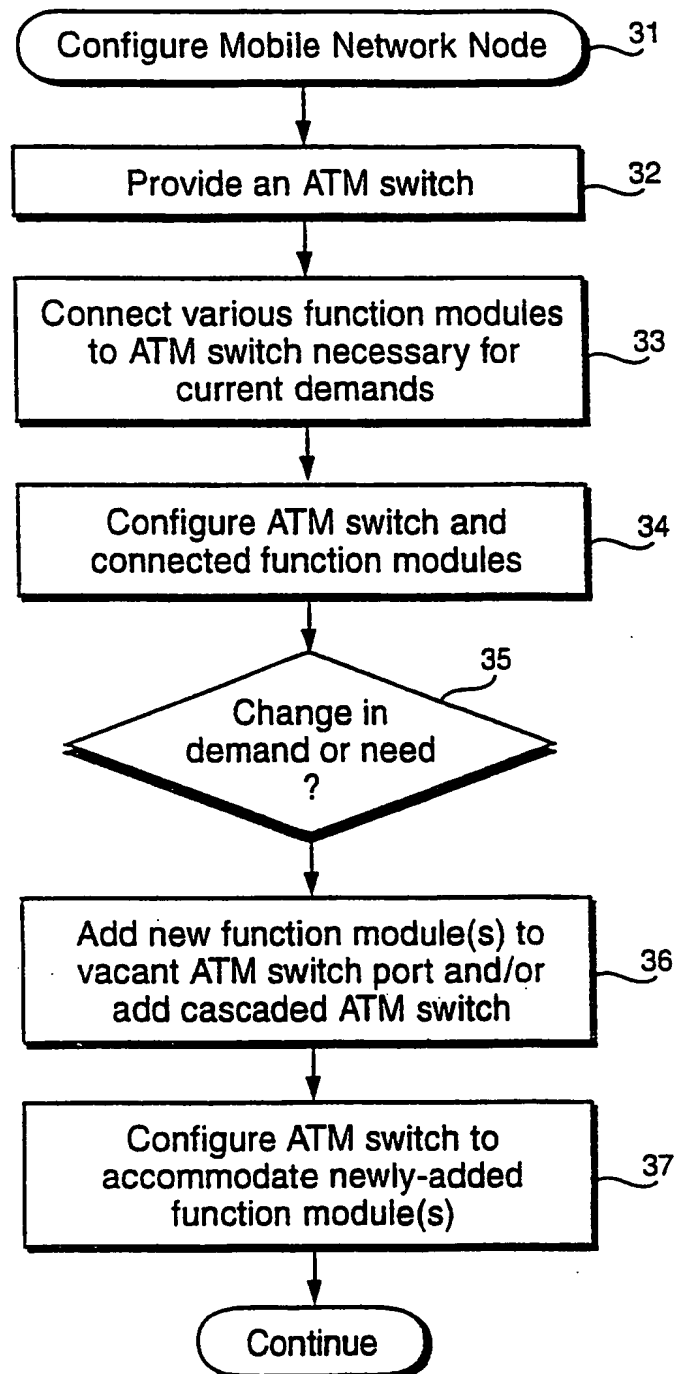 Configure Mobile Network Node
31
Provide an ATM switch
32
Connect various function modules
to ATM switch necessary for
current demands
33
Configure ATM switch and
connected function modules
34
35
Change in
demand or need
?
Add new function module(s) to
vacant ATM switch port and/or
add cascaded ATM switch
36
Configure ATM switch to
accommodate newly-added
function module(s)
37
Continue